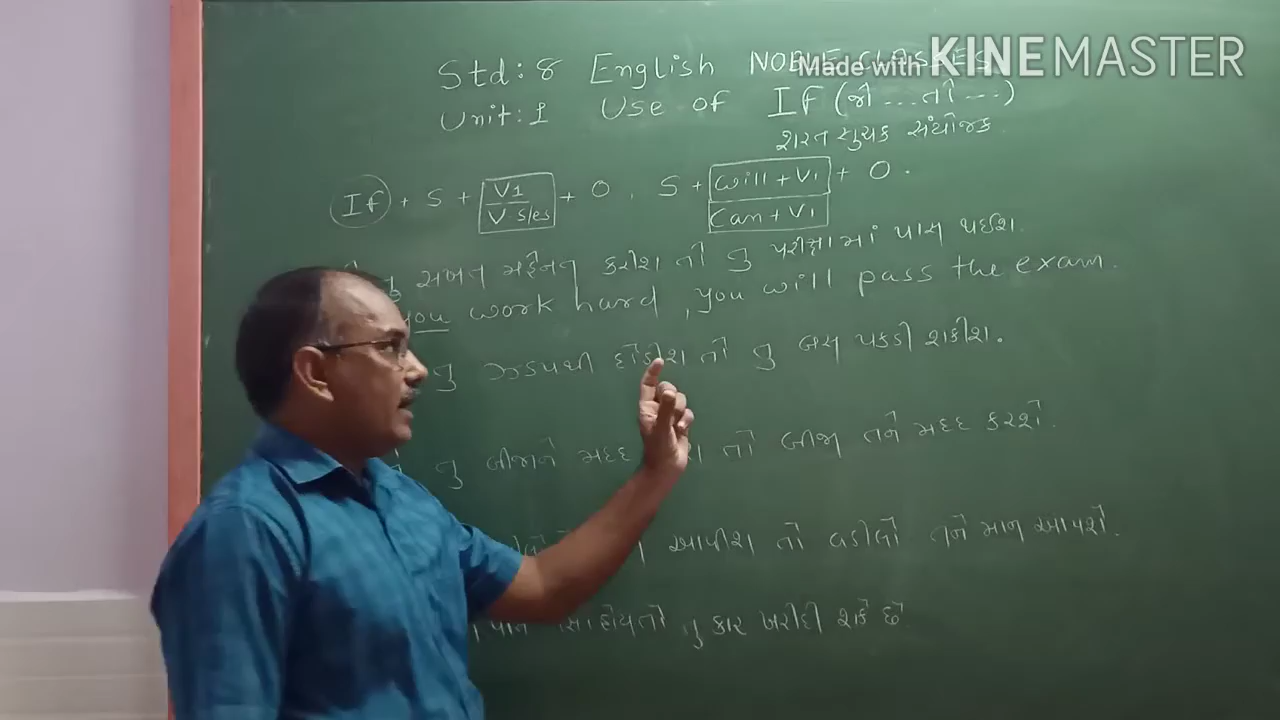 Std: 8 English NOBLE CLASSES
Made with KINEMASTER
Unit: 1 Use of If (જો ... તો ...)
શરત સુચક સંયોજક
If + S + V1 / V s/es + O , S + will + V1 / Can + V1 + O .
તુ સખત મહેનત કરીશ તો તુ પરીક્ષામાં પાસ થઈશ.
you work hard , you will pass the exam.
તુ ઝડપથી દોડીશ તો તુ બસ પકડી શકીશ.
તુ બીજાને મદદ તો બીજા તને મદદ કરશે.
આપીશ તો વડીલો તને માન આપશે.
હોય તો તુ કાર ખરીદી શકે છે